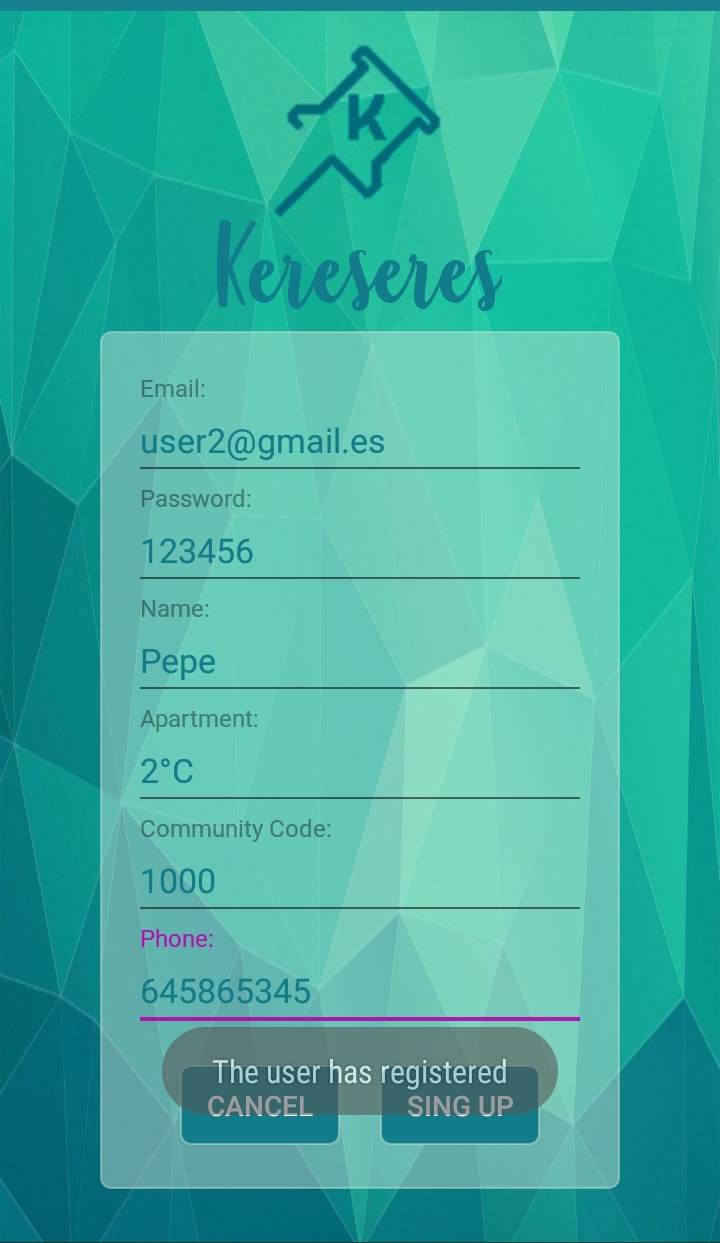 K
Kereseres
Email:
user2@gmail.es
Password:
123456
Name:
Pepe
Apartment:
2°C
Community Code:
1000
Phone:
645865345
The user has registered
CANCEL SING UP